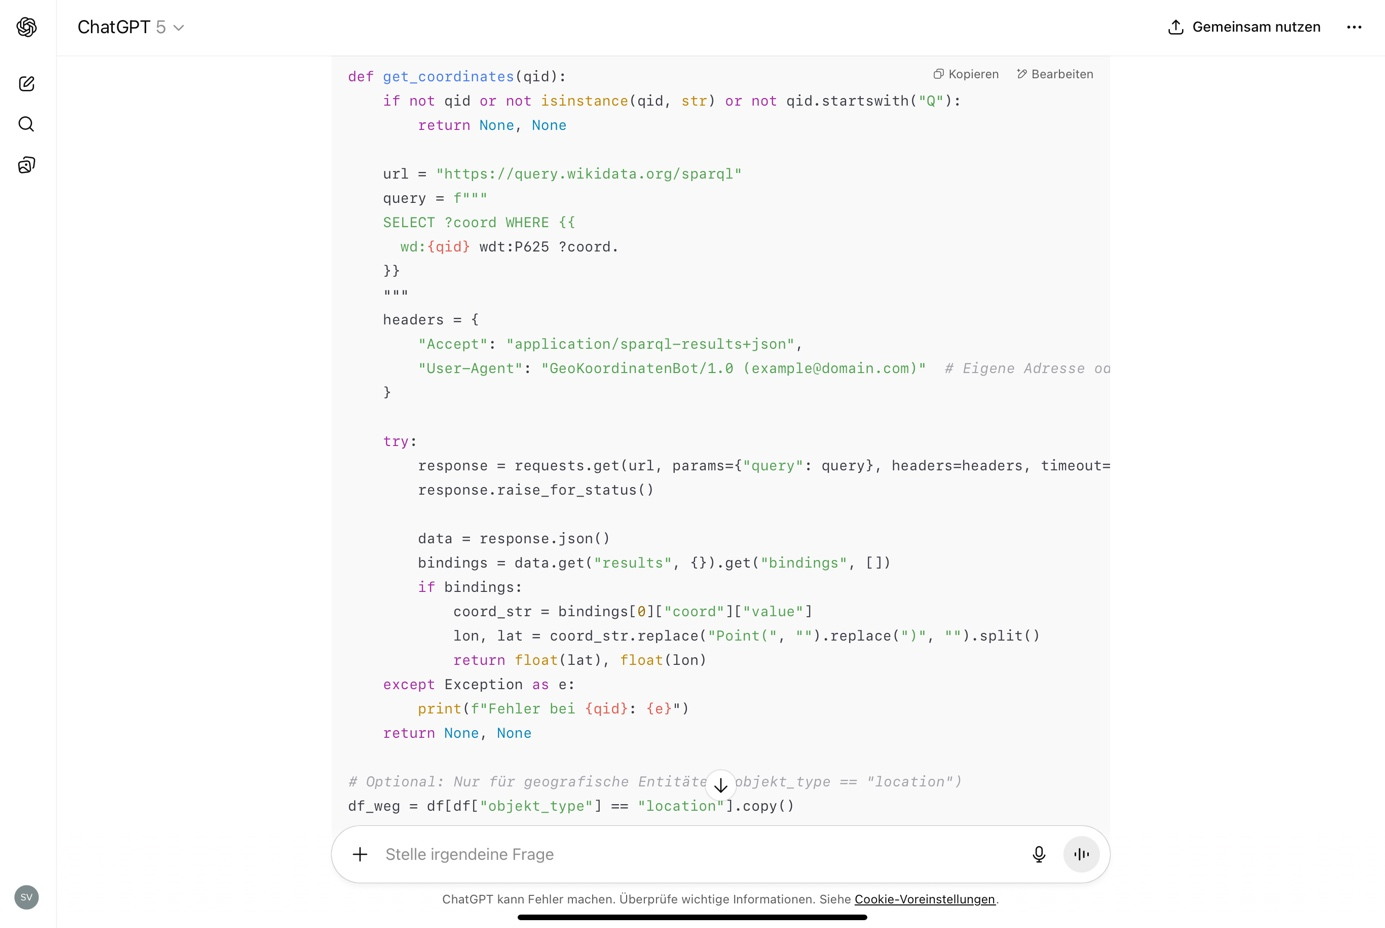 ChatGPT 5
Gemeinsam nutzen
Kopieren
Bearbeiten
def get_coordinates(qid):
    if not qid or not isinstance(qid, str) or not qid.startswith("Q"):
        return None, None
    url = "https://query.wikidata.org/sparql"
    query = f"""
    SELECT ?coord WHERE {{
      wd:{qid} wdt:P625 ?coord.
    }}
    """
    headers = {
        "Accept": "application/sparql-results+json",
        "User-Agent": "GeoKoordinatenBot/1.0 (example@domain.com)"  # Eigene Adresse od
    }
    try:
        response = requests.get(url, params={"query": query}, headers=headers, timeout=
        response.raise_for_status()
        data = response.json()
        bindings = data.get("results", {}).get("bindings", [])
        if bindings:
            coord_str = bindings[0]["coord"]["value"]
            lon, lat = coord_str.replace("Point(", "").replace(")", "").split()
            return float(lat), float(lon)
    except Exception as e:
        print(f"Fehler bei {qid}: {e}")
    return None, None
# Optional: Nur für geografische Entitäte objekt_type == "location")
df_weg = df[df["objekt_type"] == "location"].copy()
Stelle irgendeine Frage
SV
ChatGPT kann Fehler machen. Überprüfe wichtige Informationen. Siehe Cookie-Voreinstellungen.